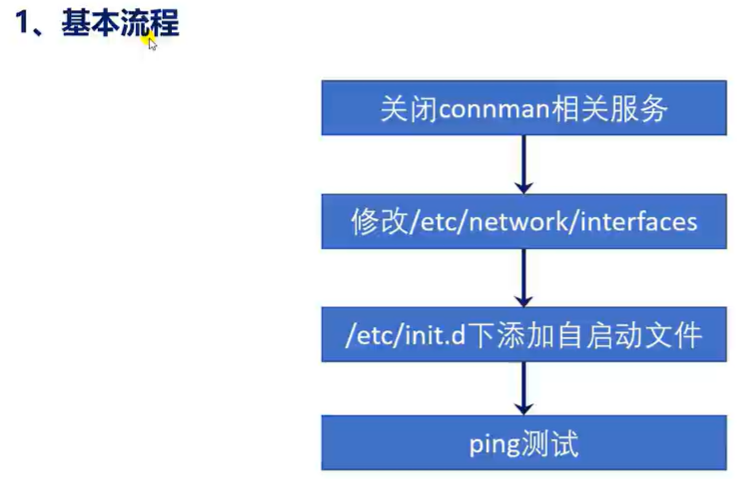 1、基本流程
关闭connman相关服务
修改/etc/network/interfaces
/etc/init.d下添加自启动文件
ping测试